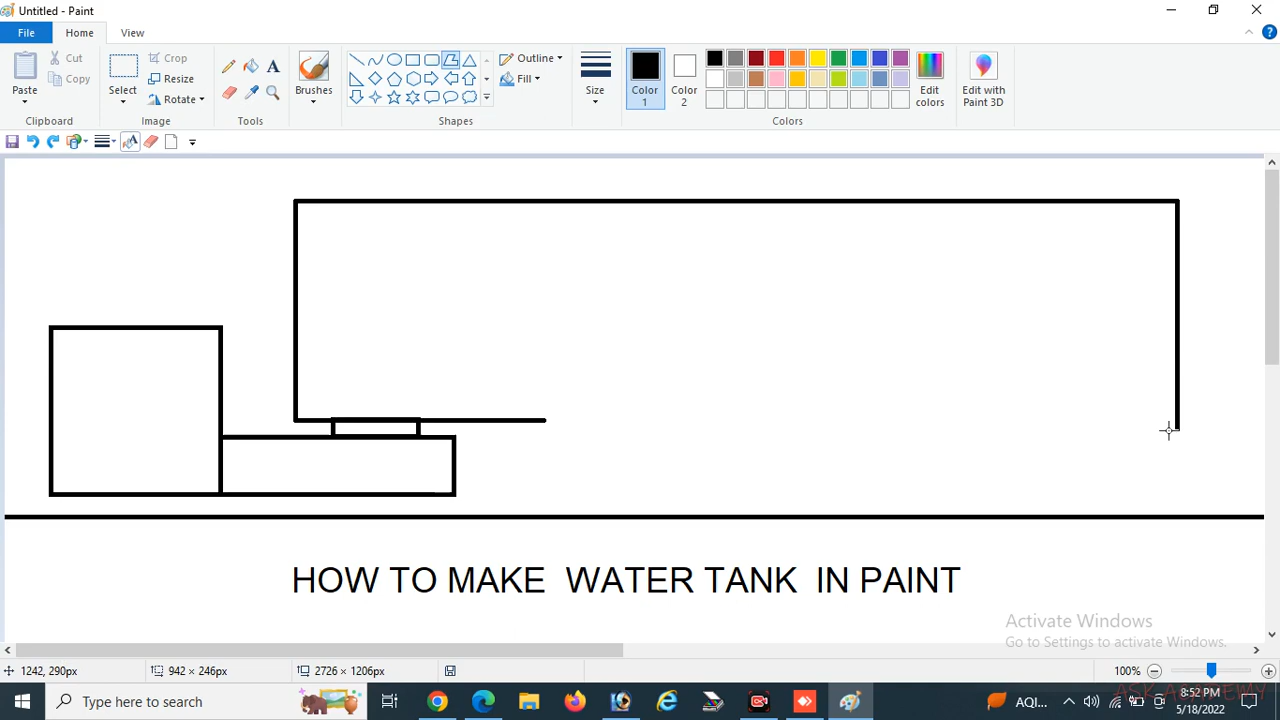 Untitled - Paint
File Home View
Paste Cut Copy Clipboard
Select Crop Resize Rotate Image
Tools
Brushes
Outline Fill Shapes
Size
Color 1
Color 2
Edit colors
Colors
Edit with Paint 3D
HOW TO MAKE WATER TANK IN PAINT
Activate Windows
Go to Settings to activate Windows.
1242, 290px 942 × 246px 2726 × 1206px 100%
ASK ACADEMY
Type here to search AQI... 8:52 PM
5/18/2022